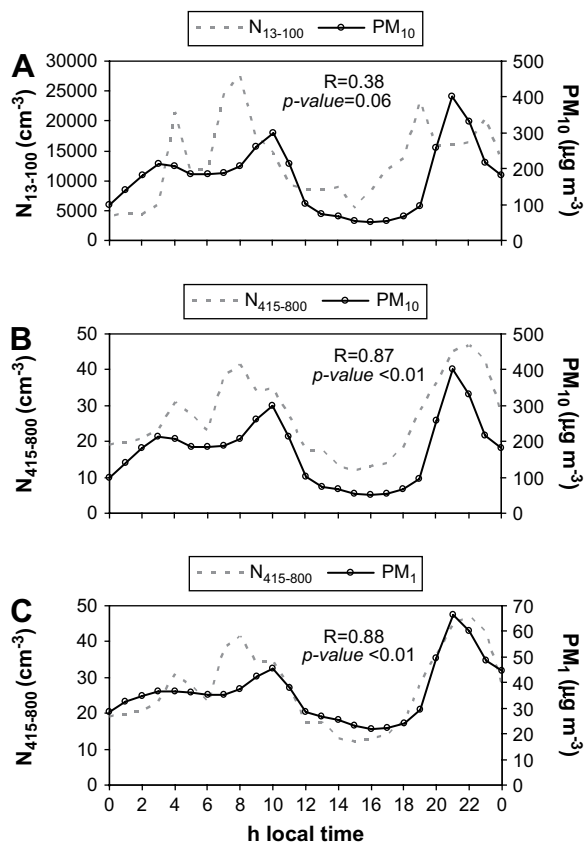 N13-100 PM10
A
R=0.38
p-value=0.06
N13-100 (cm-3)
30000
25000
20000
15000
10000
5000
0
500
400
300
200
100
0
PM10 (µg m-3)
N415-800 PM10
B
R=0.87
p-value <0.01
N415-800 (cm-3)
50
40
30
20
10
0
500
400
300
200
100
0
PM10 (µg m-3)
N415-800 PM1
C
R=0.88
p-value <0.01
N415-800 (cm-3)
50
40
30
20
10
0
70
60
50
40
30
20
10
0
PM1 (µg m-3)
0 2 4 6 8 10 12 14 16 18 20 22 0
h local time